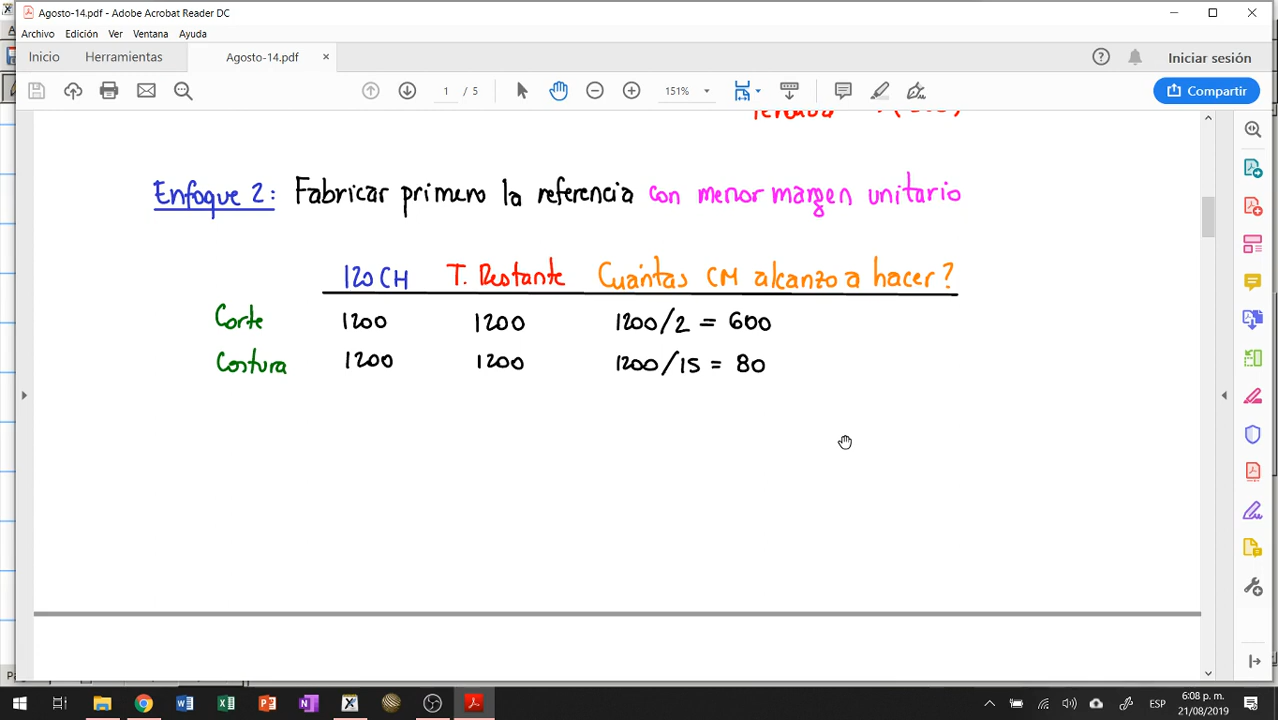 Agosto-14.pdf - Adobe Acrobat Reader DC
Archivo Edición Ver Ventana Ayuda
Inicio Herramientas Agosto-14.pdf × Iniciar sesión
1 / 5 151% Compartir
Enfoque 2: Fabricar primero la referencia con menor margen unitario
120 CH T. Restante Cuántas CM alcanzo a hacer?
Corte 1200 1200 1200/2 = 600
Costura 1200 1200 1200/15 = 80
ESP 6:08 p. m.
21/08/2019